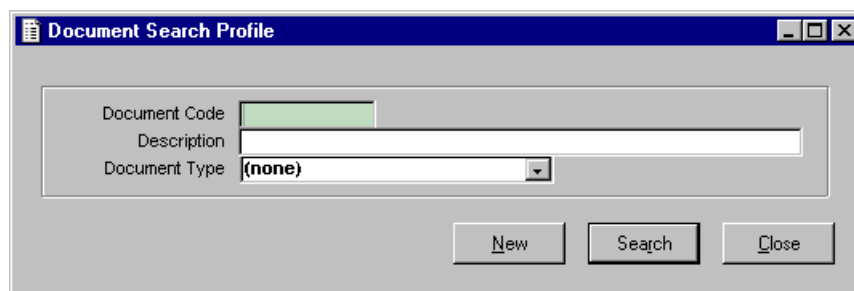 Document Search Profile
Document Code
Description
Document Type (none)
New Search Close